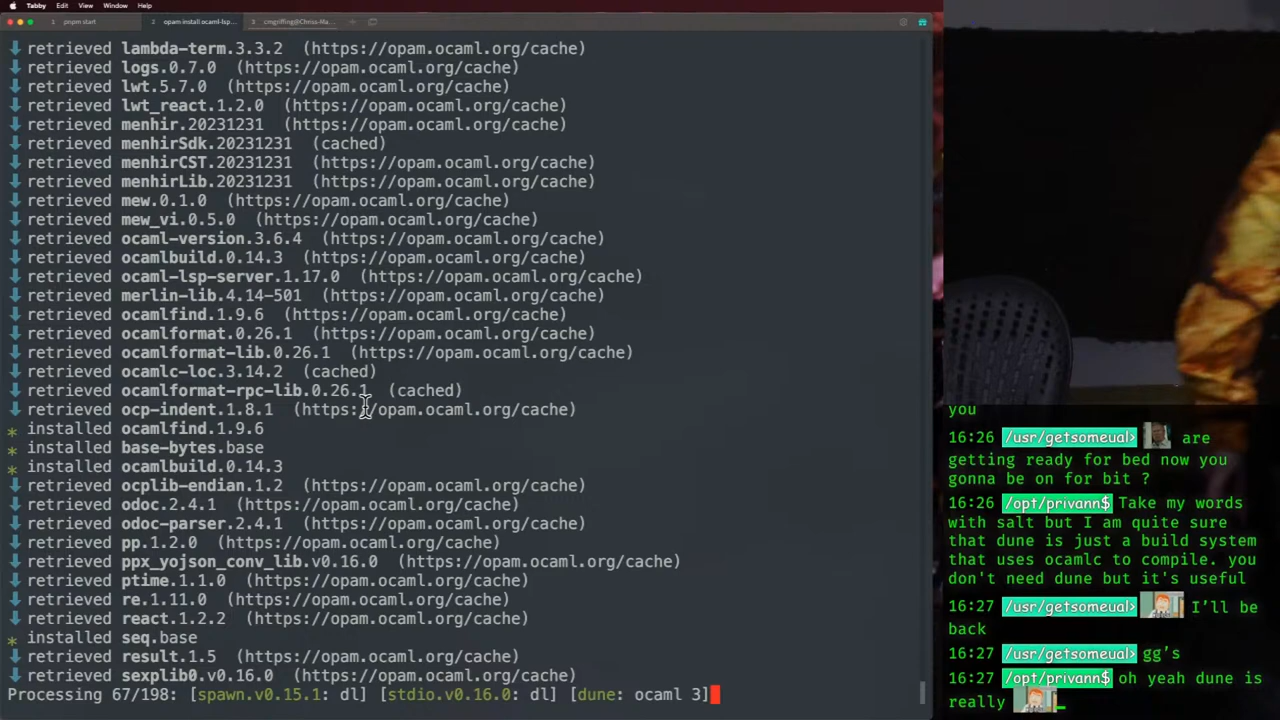 Tabby Edit View Window Help
1 pnpm start 2 opam install ocaml-lsp... 3 cmgriffing@Chriss-Ma...
retrieved lambda-term.3.3.2 (https://opam.ocaml.org/cache)
retrieved logs.0.7.0 (https://opam.ocaml.org/cache)
retrieved lwt.5.7.0 (https://opam.ocaml.org/cache)
retrieved lwt_react.1.2.0 (https://opam.ocaml.org/cache)
retrieved menhir.20231231 (https://opam.ocaml.org/cache)
retrieved menhirSdk.20231231 (cached)
retrieved menhirCST.20231231 (https://opam.ocaml.org/cache)
retrieved menhirLib.20231231 (https://opam.ocaml.org/cache)
retrieved mew.0.1.0 (https://opam.ocaml.org/cache)
retrieved mew_vi.0.5.0 (https://opam.ocaml.org/cache)
retrieved ocaml-version.3.6.4 (https://opam.ocaml.org/cache)
retrieved ocamlbuild.0.14.3 (https://opam.ocaml.org/cache)
retrieved ocaml-lsp-server.1.17.0 (https://opam.ocaml.org/cache)
retrieved merlin-lib.4.14-501 (https://opam.ocaml.org/cache)
retrieved ocamlfind.1.9.6 (https://opam.ocaml.org/cache)
retrieved ocamlformat.0.26.1 (https://opam.ocaml.org/cache)
retrieved ocamlformat-lib.0.26.1 (https://opam.ocaml.org/cache)
retrieved ocamlc-loc.3.14.2 (cached)
retrieved ocamlformat-rpc-lib.0.26.1 (cached)
retrieved ocp-indent.1.8.1 (https://opam.ocaml.org/cache)
* installed ocamlfind.1.9.6
* installed base-bytes.base
* installed ocamlbuild.0.14.3
retrieved ocplib-endian.1.2 (https://opam.ocaml.org/cache)
retrieved odoc.2.4.1 (https://opam.ocaml.org/cache)
retrieved odoc-parser.2.4.1 (https://opam.ocaml.org/cache)
retrieved pp.1.2.0 (https://opam.ocaml.org/cache)
retrieved ppx_yojson_conv_lib.v0.16.0 (https://opam.ocaml.org/cache)
retrieved ptime.1.1.0 (https://opam.ocaml.org/cache)
retrieved re.1.11.0 (https://opam.ocaml.org/cache)
retrieved react.1.2.2 (https://opam.ocaml.org/cache)
* installed seq.base
retrieved result.1.5 (https://opam.ocaml.org/cache)
retrieved sexplib0.v0.16.0 (https://opam.ocaml.org/cache)
Processing 67/198: [spawn.v0.15.1: dl] [stdio.v0.16.0: dl] [dune: ocaml 3]
you
16:26 /usr/getsomeual> are
getting ready for bed now you
gonna be on for bit ?
16:26 /opt/privann$ Take my words
with salt but I am quite sure
that dune is just a build system
that uses ocamlc to compile. you
don't need dune but it's useful
16:27 /usr/getsomeual> I'll be
back
16:27 /usr/getsomeual> gg's
16:27 /opt/privann$ oh yeah dune is
really